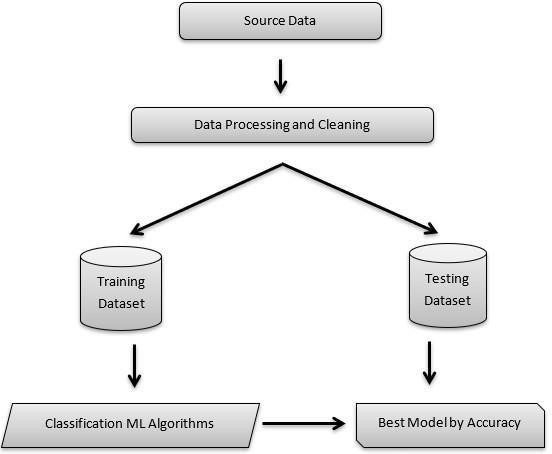 Source Data
Data Processing and Cleaning
Training
Dataset
Testing
Dataset
Classification ML Algorithms
Best Model by Accuracy